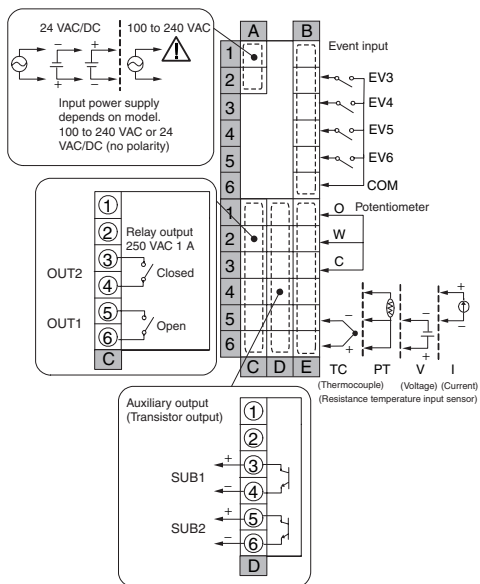 24 VAC/DC
100 to 240 VAC
− + 
+ −
Input power supply
depends on model.
100 to 240 VAC or 24
VAC/DC (no polarity)
A B
1
2
3
4
5
6
Event input
EV3
EV4
EV5
EV6
COM
1
2
3
4
5
6
C D E
O Potentiometer
W
C
− +
+ − − +
TC PT V I
(Thermocouple) (Voltage) (Current)
(Resistance temperature input sensor)
1
2
3
4
5
6
C
Relay output
250 VAC 1 A
OUT2
Closed
OUT1
Open
Auxiliary output
(Transistor output)
1
2
3
4
5
6
D
+
SUB1
−
+
SUB2
−